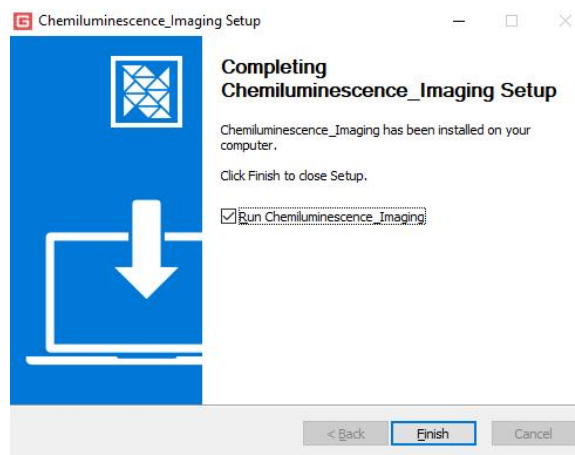 Chemiluminescence_Imaging Setup
Completing
Chemiluminescence_Imaging Setup
Chemiluminescence_Imaging has been installed on your
computer.
Click Finish to close Setup.
Run Chemiluminescence_Imaging
< Back
Finish
Cancel